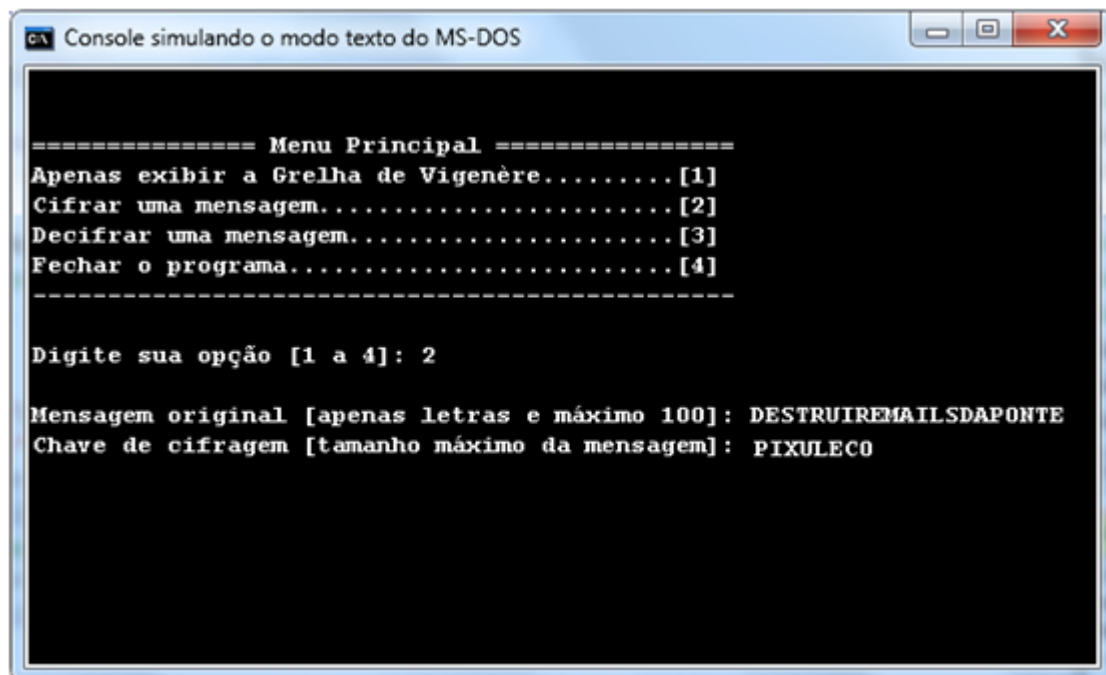 Console simulando o modo texto do MS-DOS
=============== Menu Principal ================
Apenas exibir a Grelha de Vigenère.........[1]
Cifrar uma mensagem........................[2]
Decifrar uma mensagem......................[3]
Fechar o programa..........................[4]
-----------------------------------------------
Digite sua opção [1 a 4]: 2
Mensagem original [apenas letras e máximo 100]: DESTRUIREMAILSDAPONTE
Chave de cifragem [tamanho máximo da mensagem]: PIXULECO